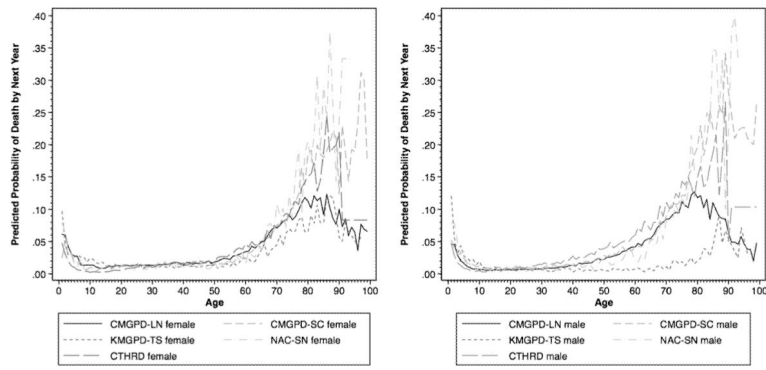 Predicted Probability of Death by Next Year
.40
.35
.30
.25
.20
.15
.10
.05
.00
0 10 20 30 40 50 60 70 80 90 100
Age
CMGPD-LN female CMGPD-SC female
KMGPD-TS female NAC-SN female
CTHRD female
Predicted Probability of Death by Next Year
.40
.35
.30
.25
.20
.15
.10
.05
.00
0 10 20 30 40 50 60 70 80 90 100
Age
CMGPD-LN male CMGPD-SC male
KMGPD-TS male NAC-SN male
CTHRD male